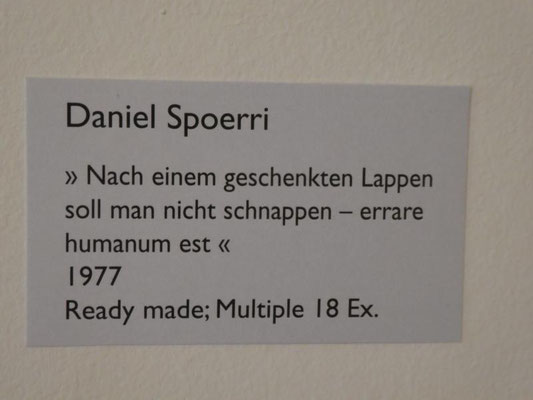 Daniel Spoerri
» Nach einem geschenkten Lappen
soll man nicht schnappen – errare
humanum est «
1977
Ready made; Multiple 18 Ex.